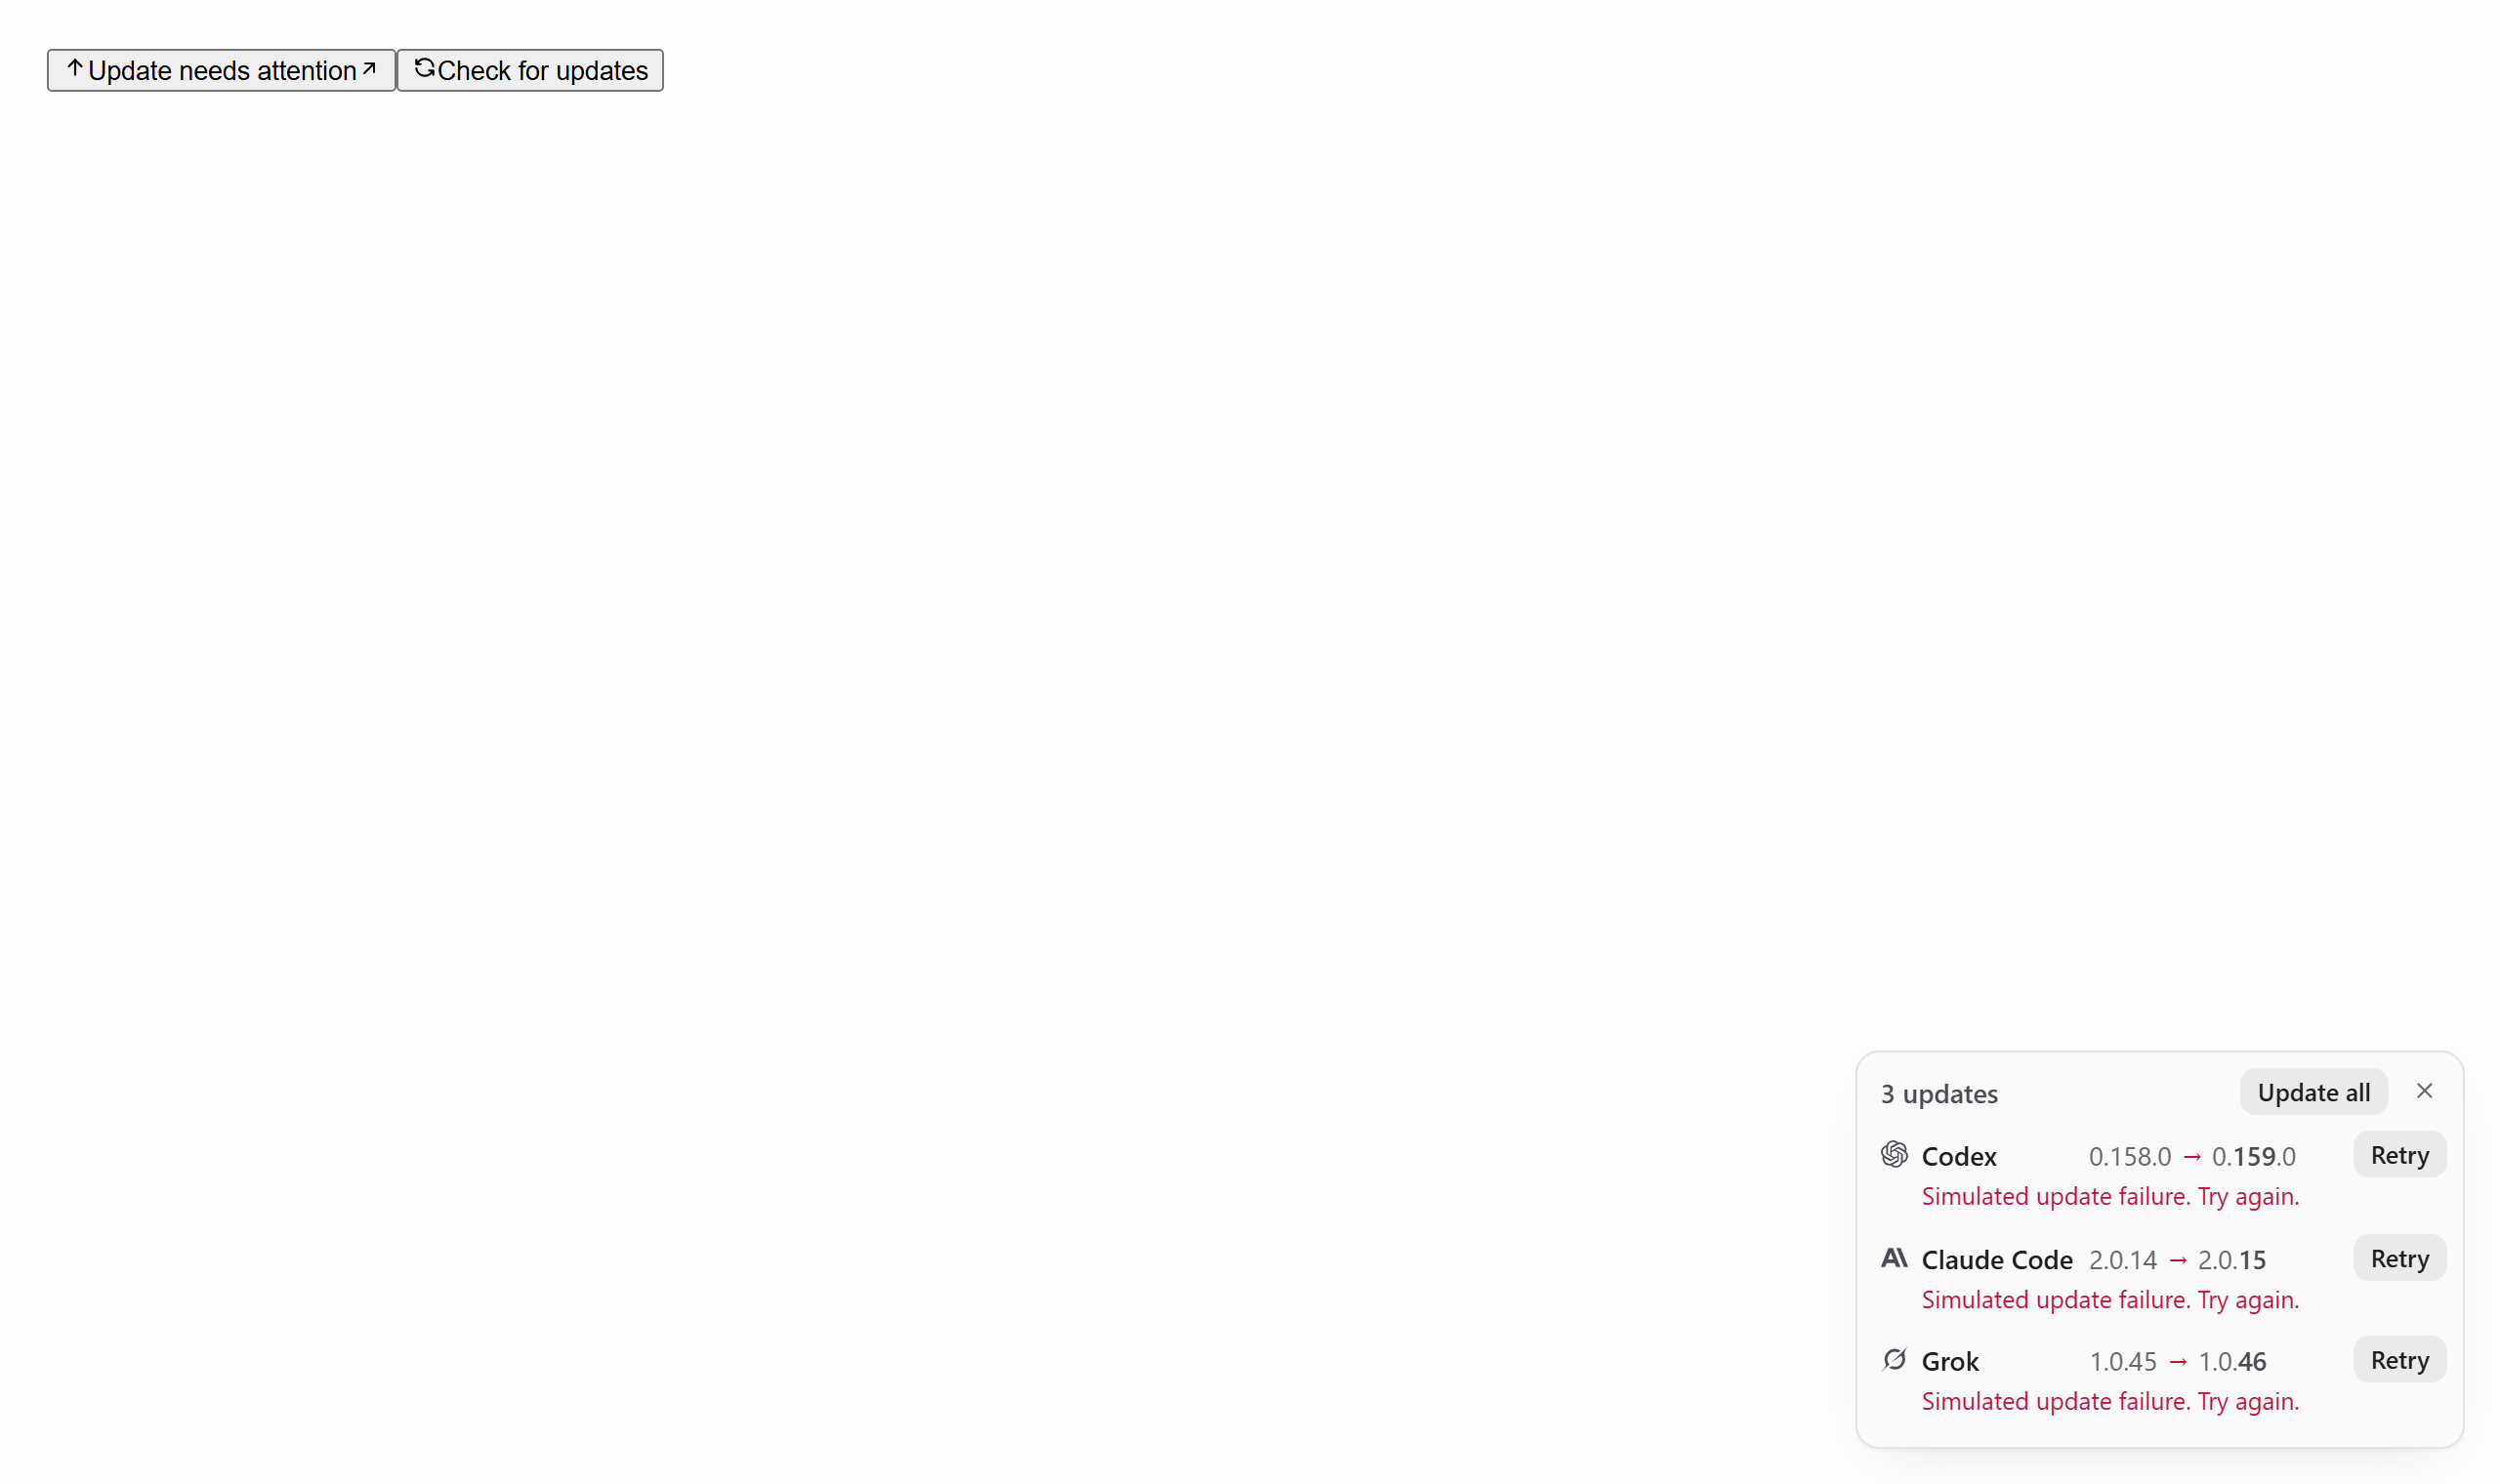 Update needs attention
Check for updates
3 updates
Update all
Codex 0.158.0 → 0.159.0 Retry
Simulated update failure. Try again.
Claude Code 2.0.14 → 2.0.15 Retry
Simulated update failure. Try again.
Grok 1.0.45 → 1.0.46 Retry
Simulated update failure. Try again.